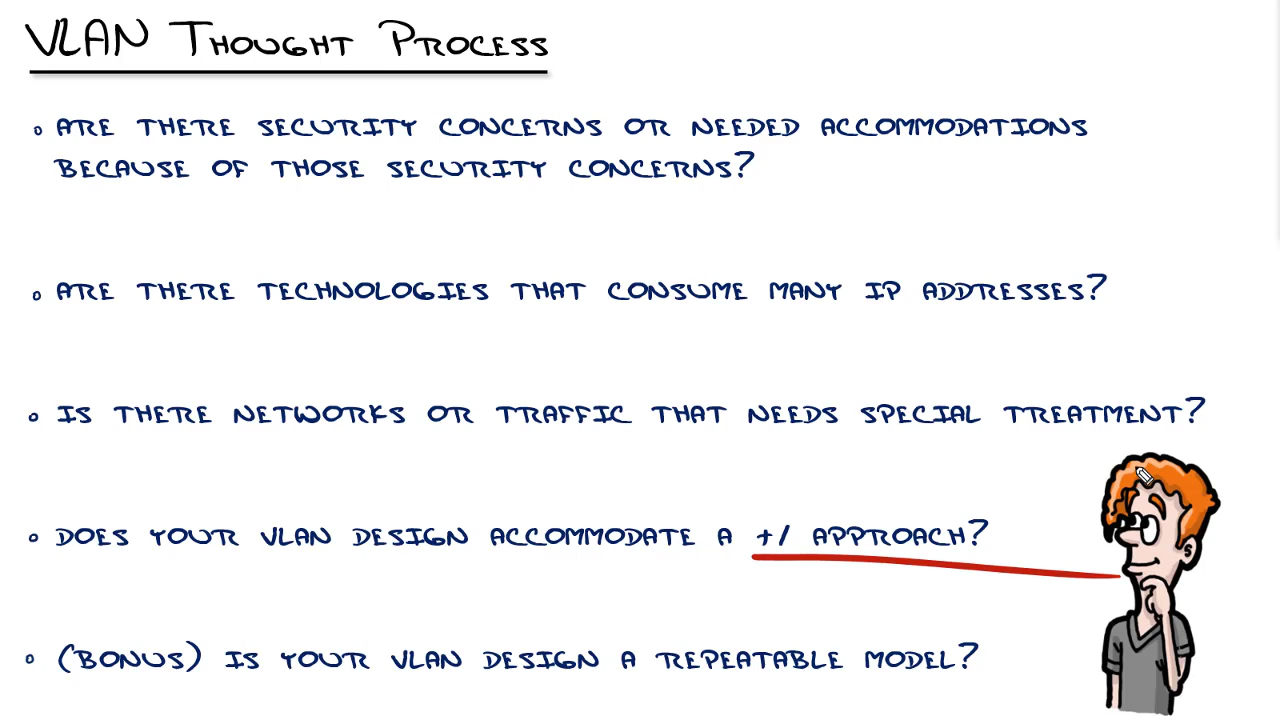 VLAN Thought Process
• Are there security concerns or needed accommodations
because of those security concerns?
• Are there technologies that consume many IP addresses?
• Is there networks or traffic that needs special treatment?
• Does your VLAN design accommodate a +/ approach?
• (Bonus) Is your VLAN design a repeatable model?